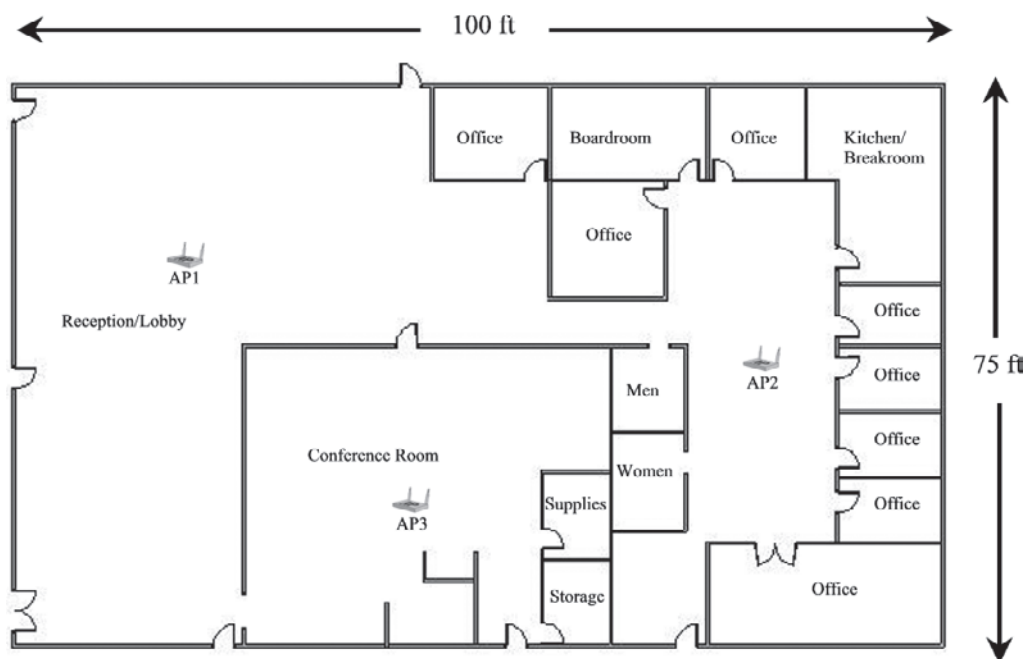 100 ft
Office
Boardroom
Office
Kitchen/
Breakroom
Office
AP1
Reception/Lobby
Office
75 ft
AP2
Office
Men
Office
Conference Room
Women
Supplies
Office
AP3
Office
Storage